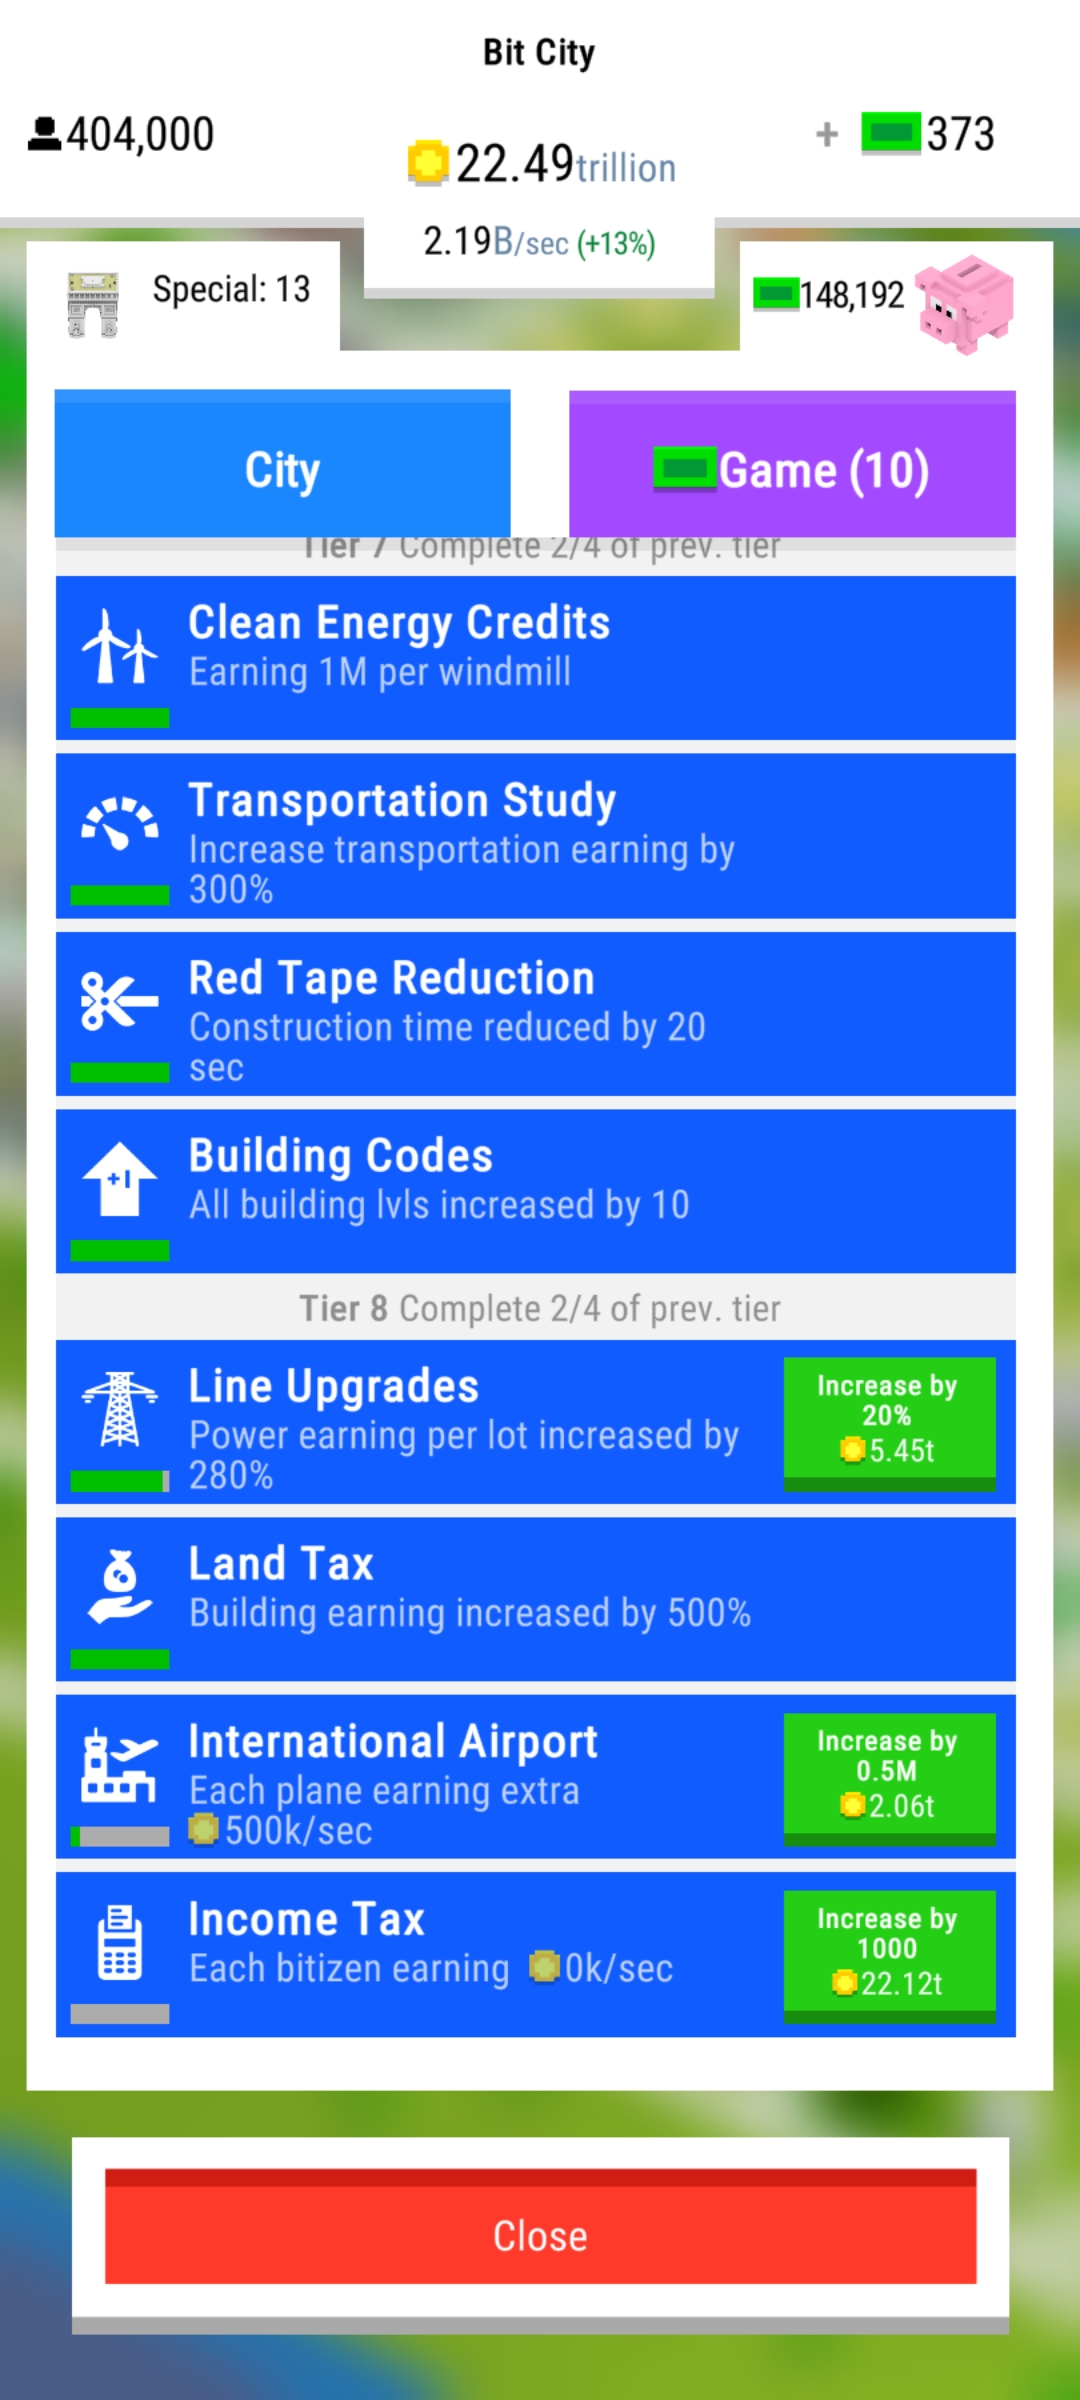 Bit City
404,000
22.49trillion
+ 373
2.19B/sec (+13%)
Special: 13
148,192
City
Game (10)
Tier 7 Complete 2/4 of prev. tier
Clean Energy Credits
Earning 1M per windmill
Transportation Study
Increase transportation earning by
300%
Red Tape Reduction
Construction time reduced by 20
sec
+1
Building Codes
All building lvls increased by 10
Tier 8 Complete 2/4 of prev. tier
Line Upgrades
Power earning per lot increased by
280%
Increase by
20%
5.45t
Land Tax
Building earning increased by 500%
International Airport
Each plane earning extra
500k/sec
Increase by
0.5M
2.06t
Income Tax
Each bitizen earning 0k/sec
Increase by
1000
22.12t
Close